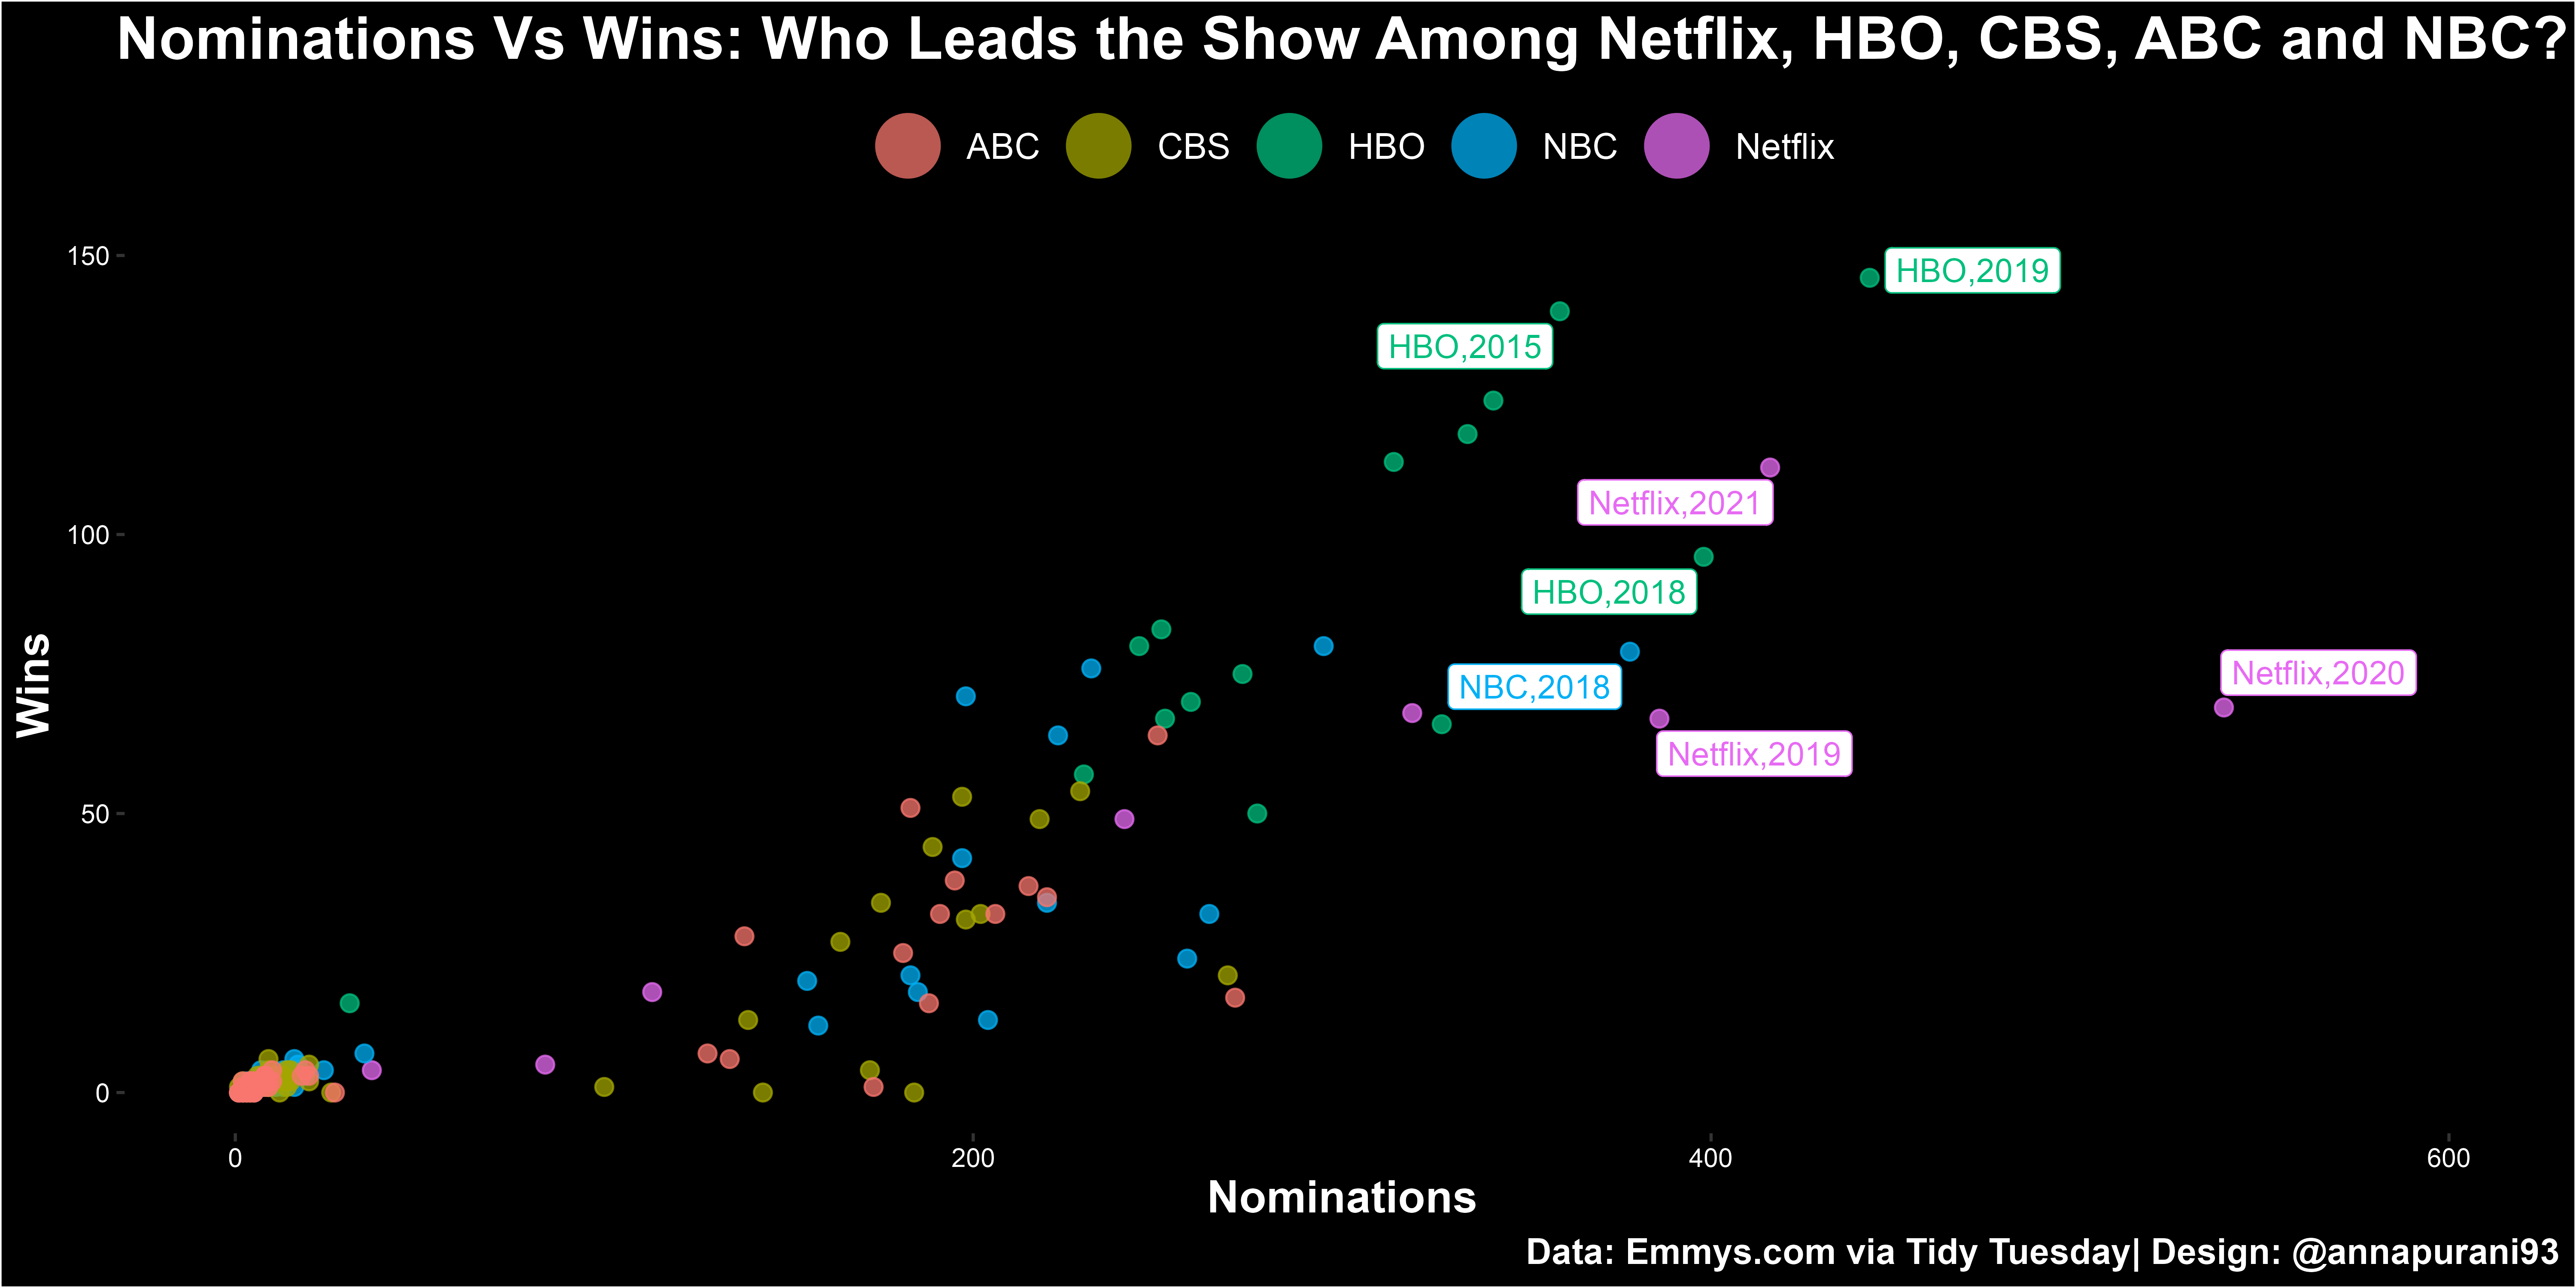 Nominations Vs Wins: Who Leads the Show Among Netflix, HBO, CBS, ABC and NBC?
ABC CBS HBO NBC Netflix
150
HBO,2019
HBO,2015
100
Netflix,2021
HBO,2018
Netflix,2020
NBC,2018
Netflix,2019
Wins
50
0
0 200 400 600
Nominations
Data: Emmys.com via Tidy Tuesday| Design: @annapurani93